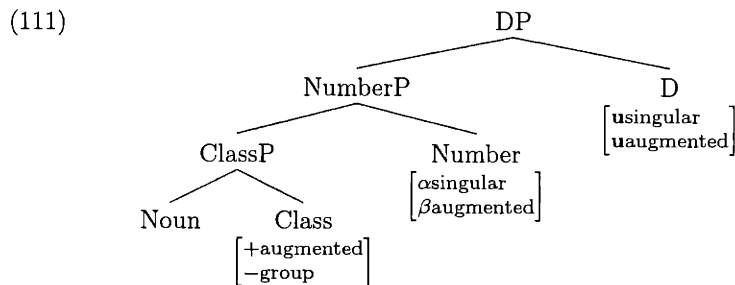 (111)
DP
NumberP D
[usingular
uaugmented]
ClassP Number
[αsingular
βaugmented]
Noun Class
[+augmented
−group]